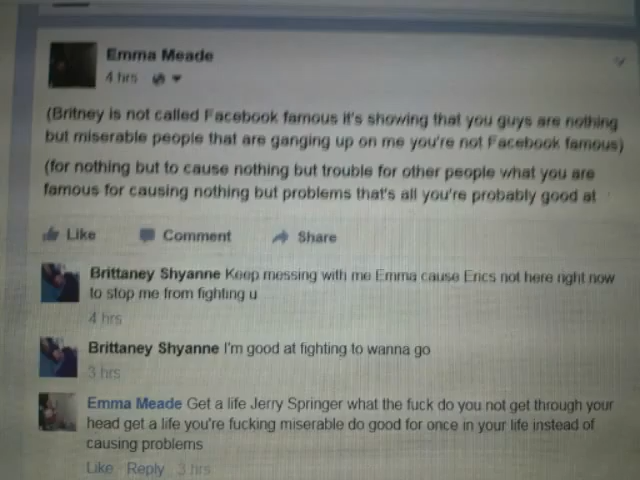 Emma Meade
4 hrs
(Britney is not called Facebook famous it's showing that you guys are nothing
but miserable people that are ganging up on me you're not Facebook famous)
(for nothing but to cause nothing but trouble for other people what you are
famous for causing nothing but problems that's all you're probably good at
Like Comment Share
Brittaney Shyanne Keep messing with me Emma cause Erics not here right now
to stop me from fighting u
4 hrs
Brittaney Shyanne I'm good at fighting to wanna go
3 hrs
Emma Meade Get a life Jerry Springer what the fuck do you not get through your
head get a life you're fucking miserable do good for once in your life instead of
causing problems
Like Reply 3 hrs